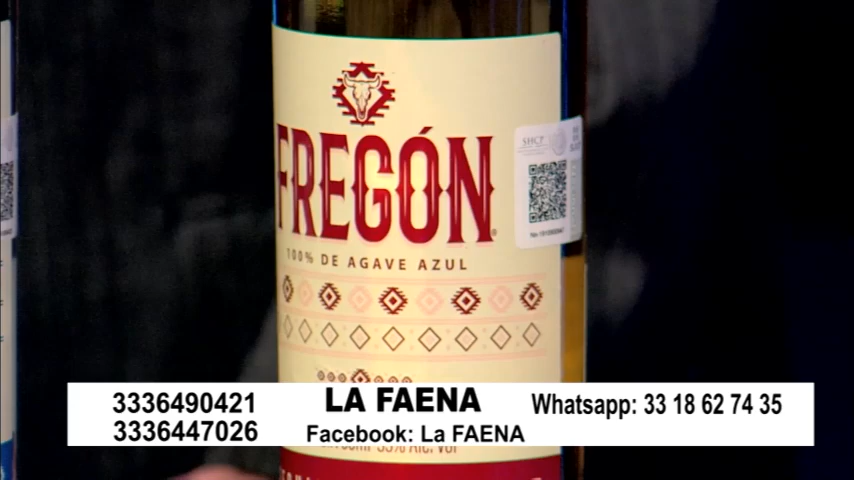 FREGÓN
100% DE AGAVE AZUL
SHCP
3336490421
3336447026
LA FAENA
Facebook: La FAENA
Whatsapp: 33 18 62 74 35